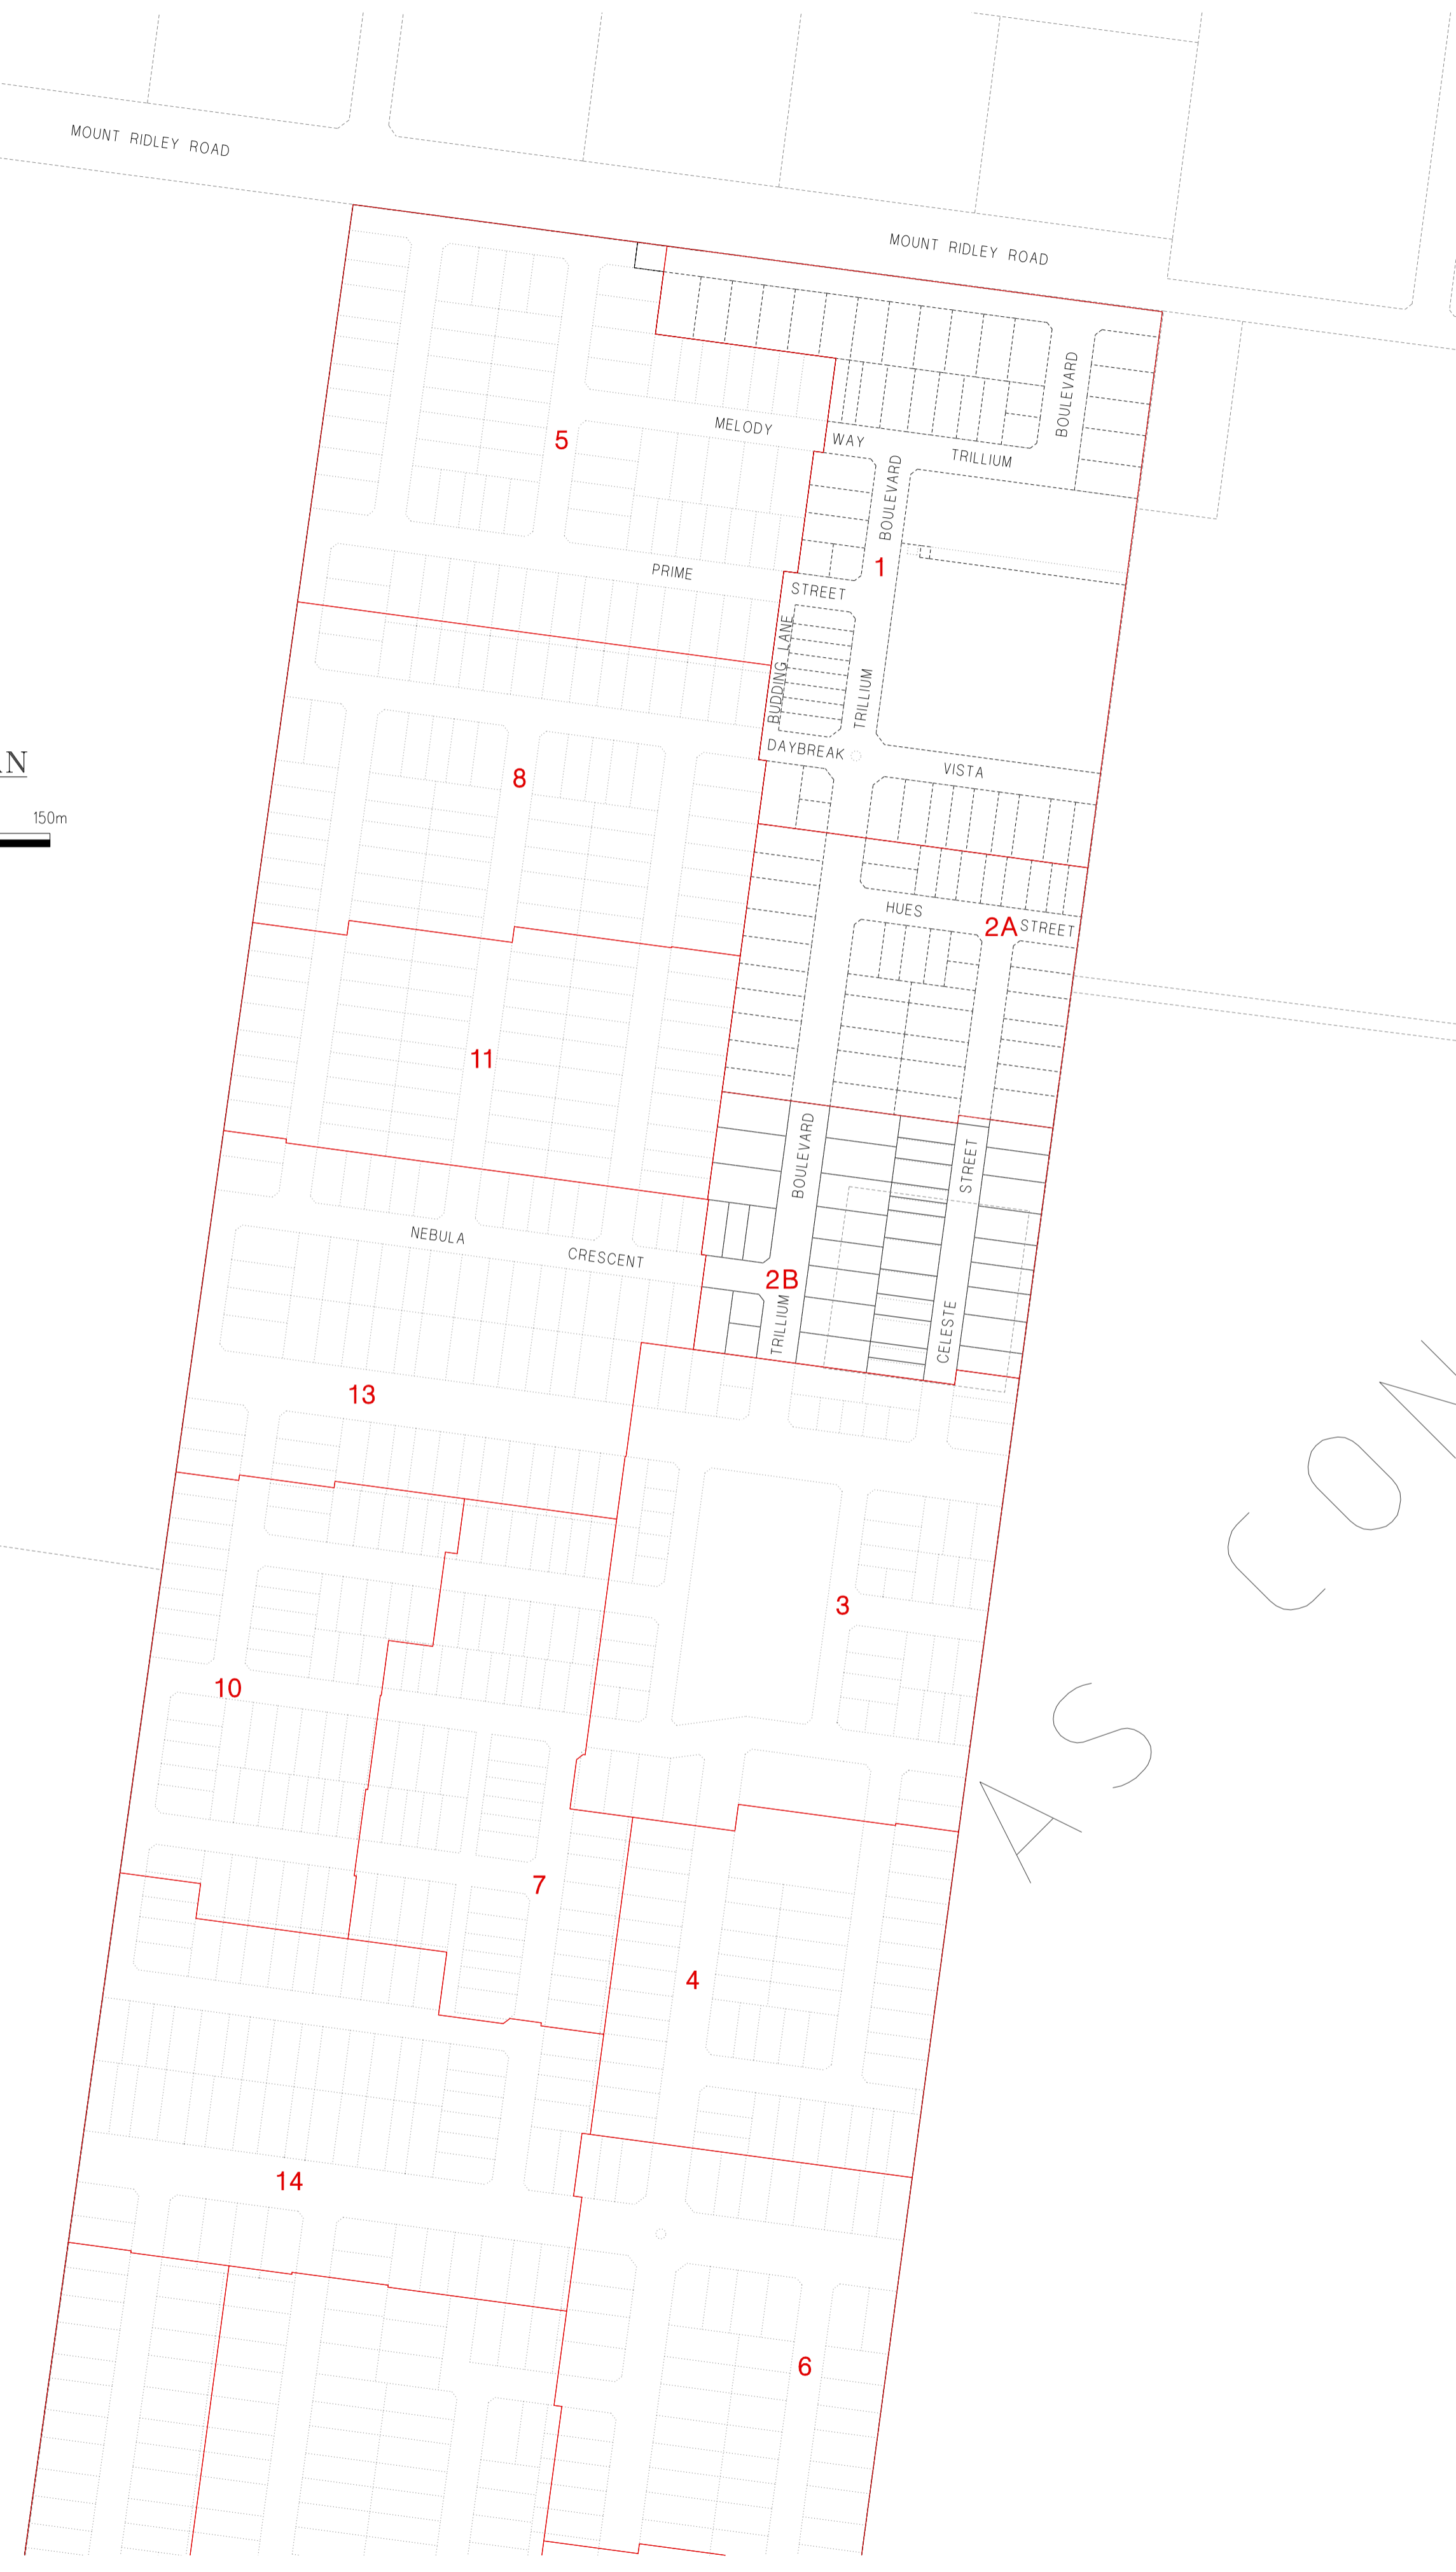 MOUNT RIDLEY ROAD
MOUNT RIDLEY ROAD
BOULEVARD
MELODY
WAY
5
TRILLIUM
BOULEVARD
1
PRIME
STREET
BUDDING LANE
TRILLIUM
DAYBREAK
VISTA
8
150m
HUES
2A
STREET
11
BOULEVARD
STREET
NEBULA
CRESCENT
2B
TRILLIUM
CELESTE
13
3
10
7
4
14
6